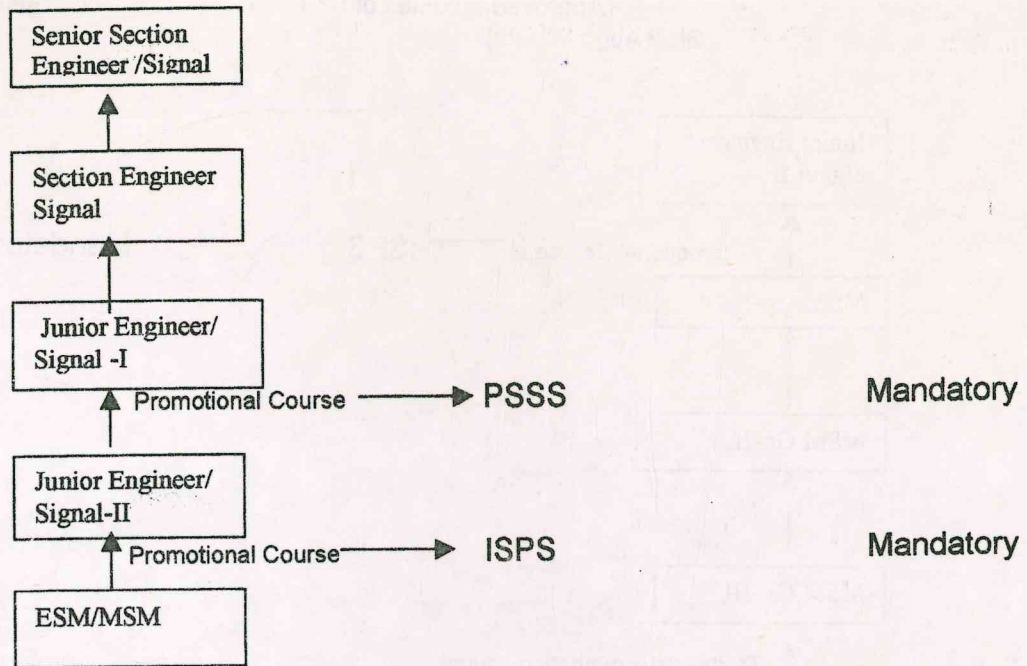 Senior Section
Engineer /Signal
Section Engineer
Signal
Junior Engineer/
Signal -I
Promotional Course PSSS Mandatory
Junior Engineer/
Signal-II
Promotional Course ISPS Mandatory
ESM/MSM